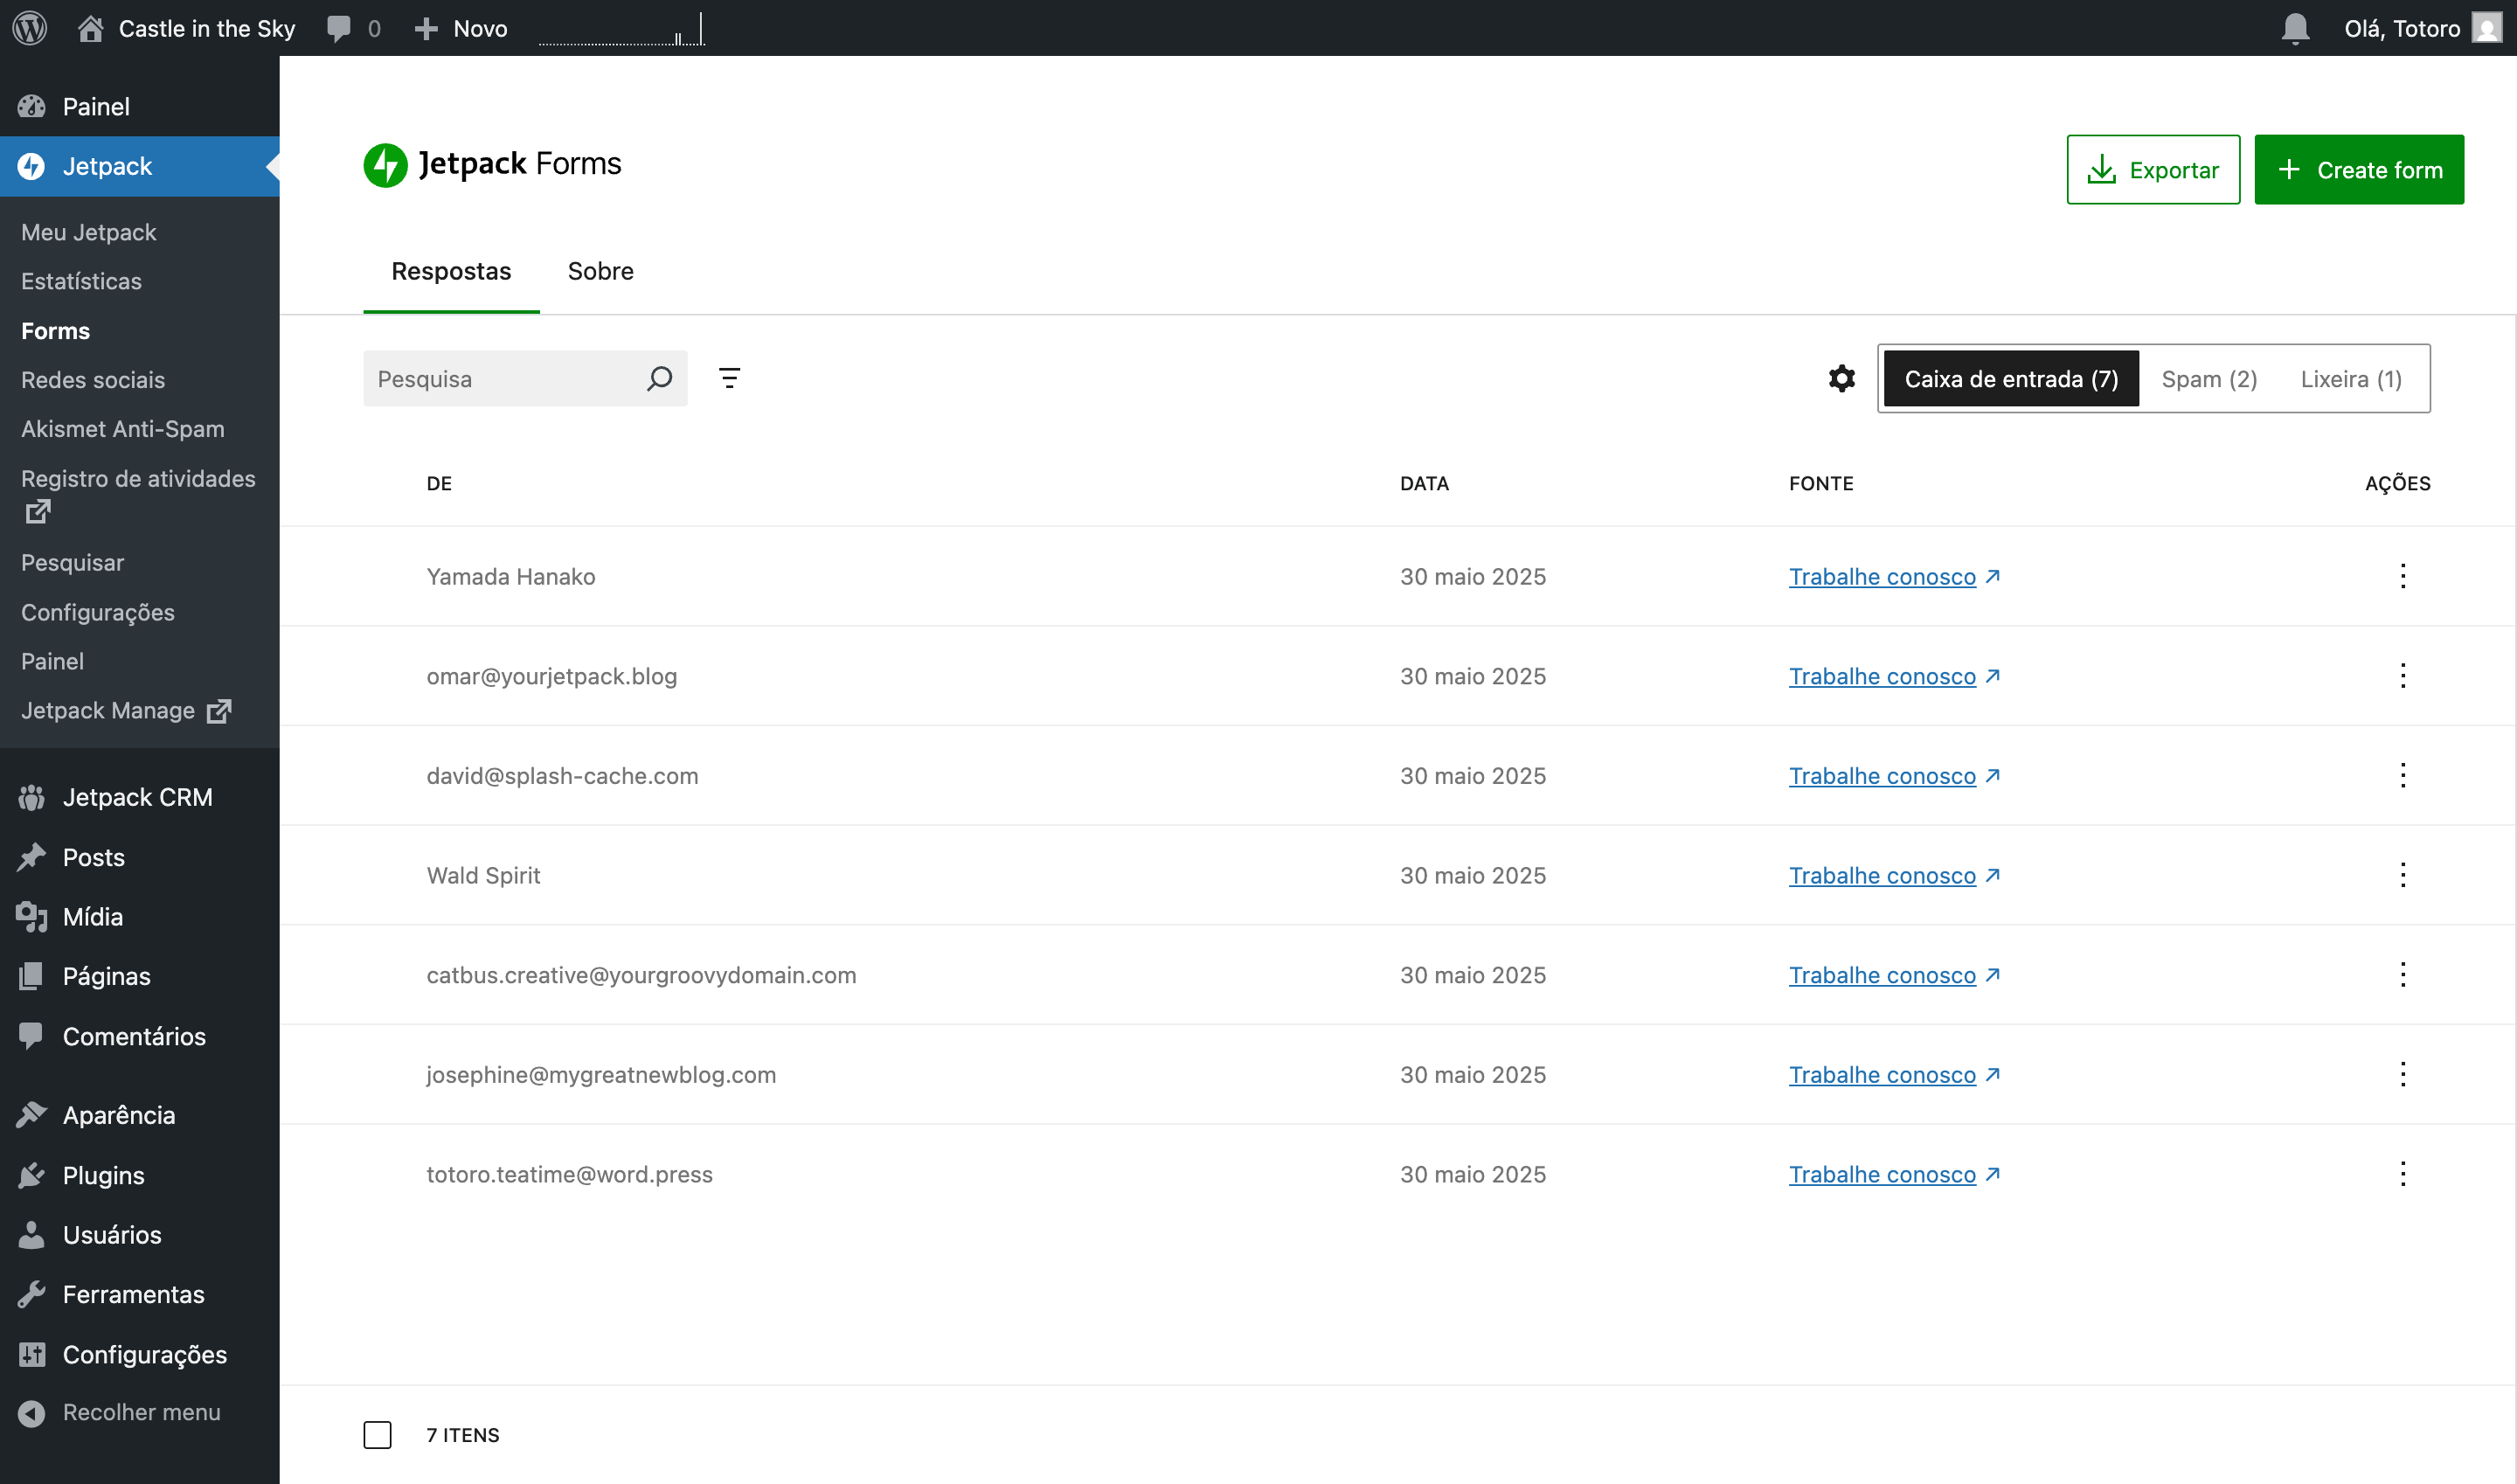 Castle in the Sky 0 Novo Olá, Totoro
Painel
Jetpack
Meu Jetpack
Estatísticas
Forms
Redes sociais
Akismet Anti-Spam
Registro de atividades
Pesquisar
Configurações
Painel
Jetpack Manage
Jetpack CRM
Posts
Mídia
Páginas
Comentários
Aparência
Plugins
Usuários
Ferramentas
Configurações
Recolher menu
Jetpack Forms
Exportar
Create form
Respostas Sobre
Pesquisa
Caixa de entrada (7) Spam (2) Lixeira (1)
DE DATA FONTE AÇÕES
Yamada Hanako 30 maio 2025 Trabalhe conosco
omar@yourjetpack.blog 30 maio 2025 Trabalhe conosco
david@splash-cache.com 30 maio 2025 Trabalhe conosco
Wald Spirit 30 maio 2025 Trabalhe conosco
catbus.creative@yourgroovydomain.com 30 maio 2025 Trabalhe conosco
josephine@mygreatnewblog.com 30 maio 2025 Trabalhe conosco
totoro.teatime@word.press 30 maio 2025 Trabalhe conosco
7 ITENS